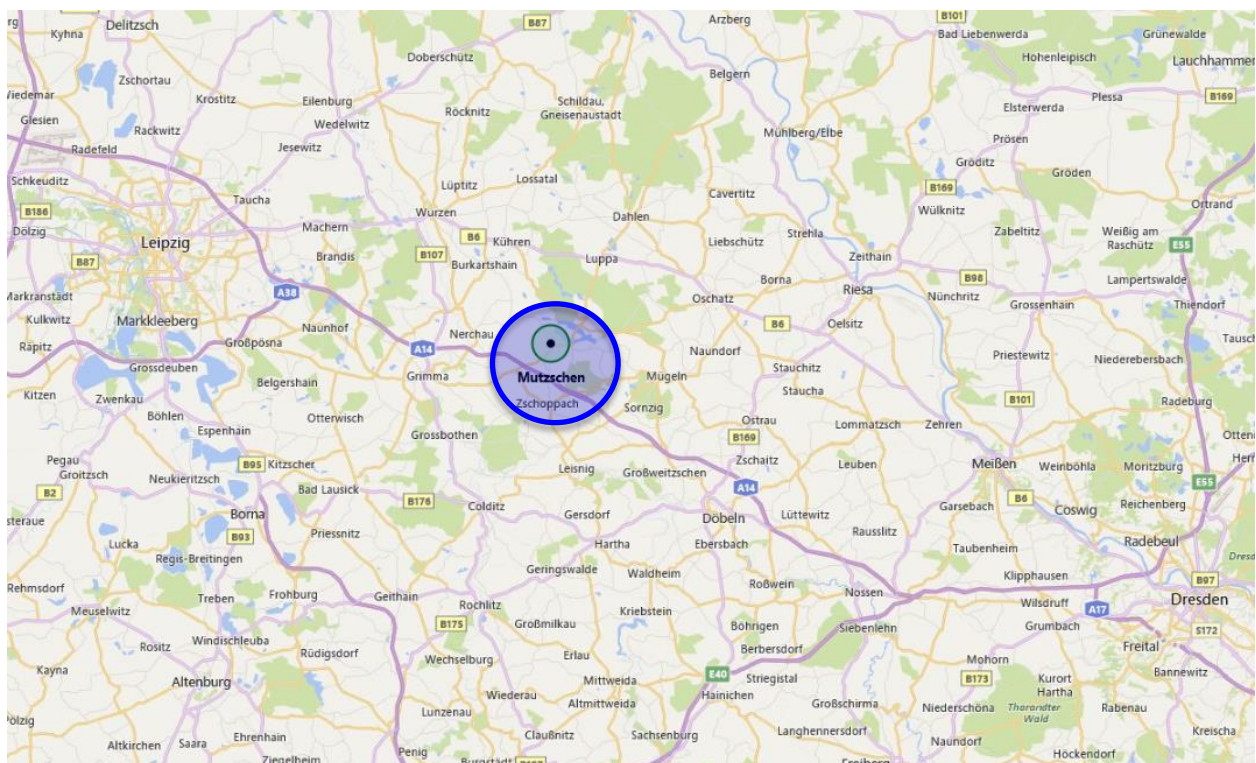 Delitzsch
B87
Arzberg
B101
Grünewalde
Kyhna
Bad Liebenwerda
Doberschütz
Hohenleipisch
Lauchhammer
Zschortau
Belgern
Wiedemar
Krostitz
Eilenburg
Röcknitz
Schildau,
Gneisenaustadt
Plessa
B169
Elsterwerda
Glesien
Rackwitz
Wedelwitz
Mühlberg/Elbe
Radefeld
Jesewitz
Prösen
Gröditz
Schkeuditz
Lüptitz
Lossatal
Gröden
Taucha
Cavertitz
B169
Ortrand
B186
Wurzen
Dahlen
Wülknitz
Dölzig
Leipzig
Machern
B6
Kühren
Liebschütz
Strehla
Zabeltitz
Weißig am
Raschütz
E55
B87
Brandis
B107
Burkartshain
Luppa
Zeithain
B98
Lampertswalde
Borna
Riesa
Nünchritz
Markranstädt
A38
Oschatz
Grossenhain
Thiendorf
Kulkwitz
Markkleeberg
Naunhof
Nerchau
B6
Oelsitz
Räpitz
Großpösna
A14
Naundorf
Priestewitz
Niederebersbach
Grossdeuben
Grimma
Mutzschen
Mügeln
Stauchitz
Kitzen
Zwenkau
Belgershain
Staucha
B101
Radeburg
Böhlen
Otterwisch
Zschoppach
Sornzig
Ostrau
Lommatzsch
Zehren
Espenhain
Grossbothen
B169
Pegau
B95
Kitzscher
Leisnig
Großweitzschen
Zschaitz
Leuben
Meißen
Weinböhla
Moritzburg
Groitzsch
Neukieritzsch
A14
E55
B2
Bad Lausick
B176
Colditz
Gersdorf
Döbeln
Lüttewitz
Garsebach
B6
Coswig
Reichenberg
Borna
B93
Priessnitz
Rausslitz
Lucka
Hartha
Ebersbach
Taubenheim
Radebeul
Regis-Breitingen
Geringswalde
Waldheim
Roßwein
Klipphausen
B97
Rehmsdorf
Treben
Frohburg
Geithain
Rochlitz
Nossen
Wilsdruff
A17
Dresden
Meuselwitz
Kriebstein
Windischleuba
B175
Großmilkau
Böhrigen
Siebenlehn
Grumbach
S172
Rositz
Rüdigsdorf
Berbersdorf
Freital
Kayna
Wechselburg
Erlau
E40
Striegistal
Mohorn
Bannewitz
Altenburg
Mittweida
B173
Kurort
Hartha
Wiederau
Altmittweida
Hainichen
Großschirma
Niederschöna
Tharandter
Wald
Rabenau
Lunzenau
Claußnitz
Sachsenburg
Langhennersdorf
Kreischa
Altkirchen
Saara
Ehrenhain
Penig
Naundorf
Höckendorf
Ziegelheim
Burgstädt
Freiberg